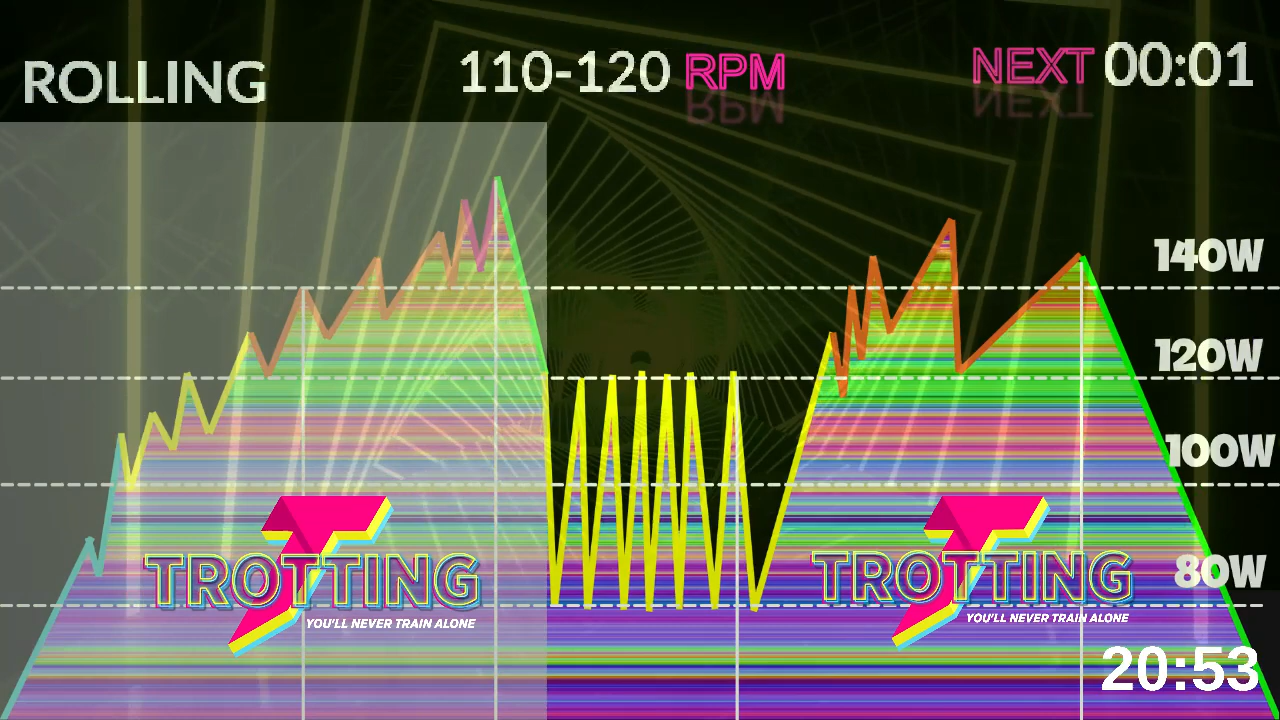 ROLLING
110-120 RPM
NEXT 00:01
140W
120W
100W
80W
TROTTING
YOU'LL NEVER TRAIN ALONE
TROTTING
YOU'LL NEVER TRAIN ALONE
20:53